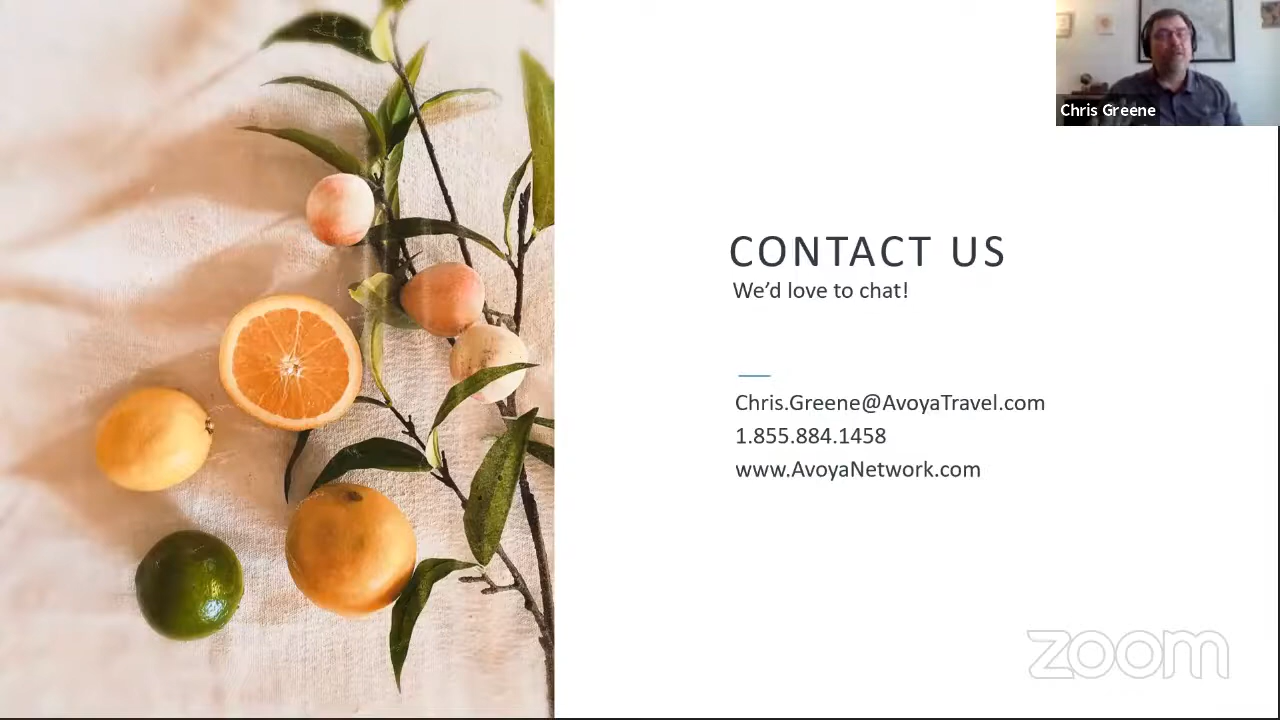 Chris Greene
CONTACT US
We’d love to chat!
Chris.Greene@AvoyaTravel.com
1.855.884.1458
www.AvoyaNetwork.com
zoom